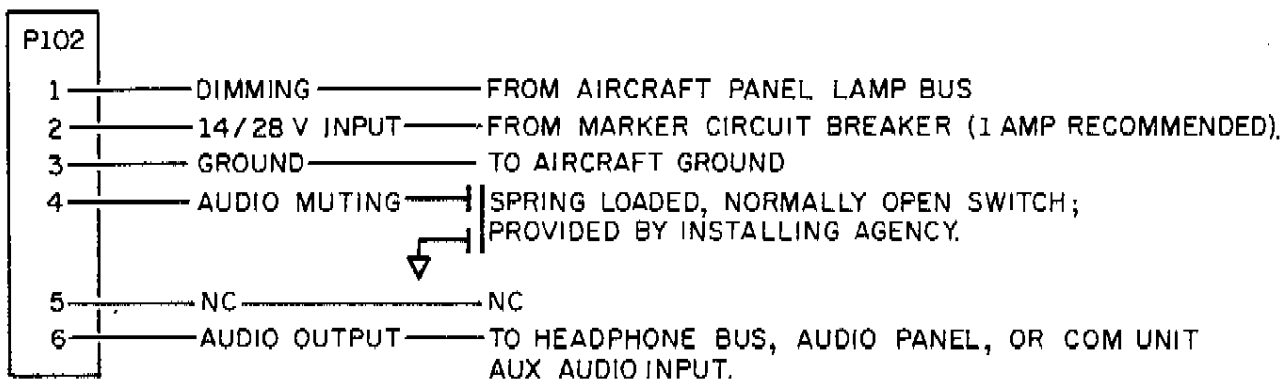 P102
1 DIMMING FROM AIRCRAFT PANEL LAMP BUS
2 14/28 V INPUT FROM MARKER CIRCUIT BREAKER (1 AMP RECOMMENDED).
3 GROUND TO AIRCRAFT GROUND
4 AUDIO MUTING SPRING LOADED, NORMALLY OPEN SWITCH;
PROVIDED BY INSTALLING AGENCY.
5 NC NC
6 AUDIO OUTPUT TO HEADPHONE BUS, AUDIO PANEL, OR COM UNIT
AUX AUDIO INPUT.